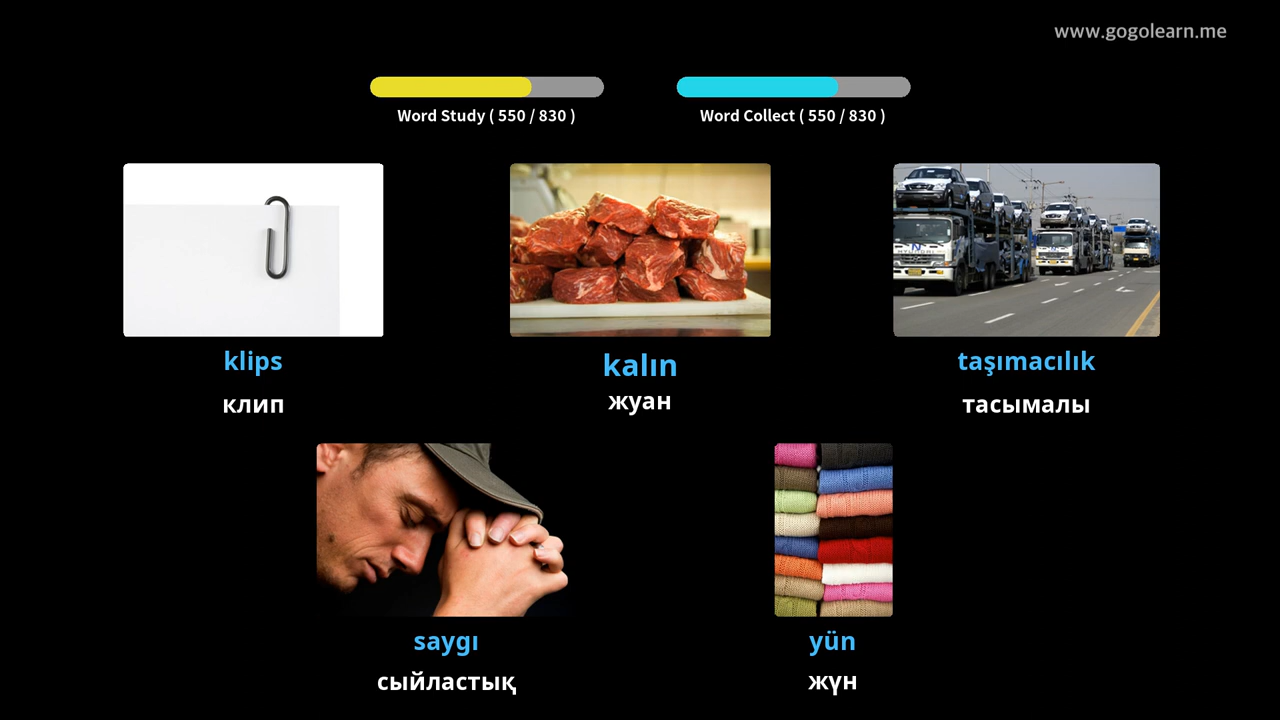 www.gogolearn.me
Word Study ( 550 / 830 )
Word Collect ( 550 / 830 )
klips
клип
kalın
жуан
taşımacılık
тасымалы
saygı
сыйластық
yün
жүн